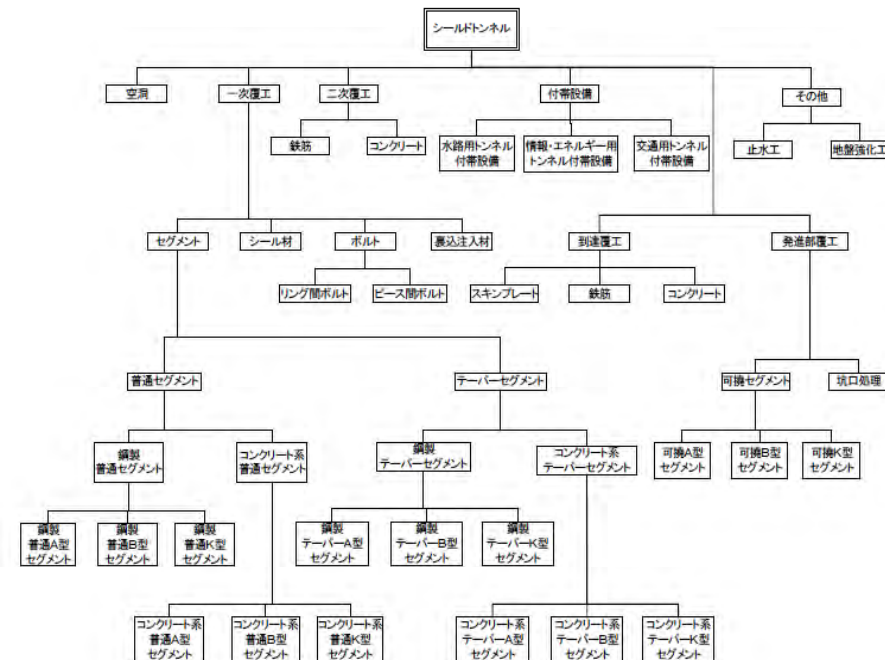 シールドトンネル
空洞
一次覆工
二次覆工
付帯設備
その他
鉄筋
コンクリート
水路用トンネル
付帯設備
情報・エネルギー用
トンネル付帯設備
交通用トンネル
付帯設備
止水工
地盤強化工
セグメント
シール材
ボルト
裏込注入材
到達覆工
発進部覆工
リング間ボルト
ピース間ボルト
スキンプレート
鉄筋
コンクリート
普通セグメント
テーパーセグメント
可撓セグメント
坑口処理
鋼製
普通セグメント
コンクリート系
普通セグメント
鋼製
テーパーセグメント
コンクリート系
テーパーセグメント
可撓A型
セグメント
可撓B型
セグメント
可撓K型
セグメント
鋼製
普通A型
セグメント
鋼製
普通B型
セグメント
鋼製
普通K型
セグメント
鋼製
テーパーA型
セグメント
鋼製
テーパーB型
セグメント
鋼製
テーパーK型
セグメント
コンクリート系
普通A型
セグメント
コンクリート系
普通B型
セグメント
コンクリート系
普通K型
セグメント
コンクリート系
テーパーA型
セグメント
コンクリート系
テーパーB型
セグメント
コンクリート系
テーパーK型
セグメント